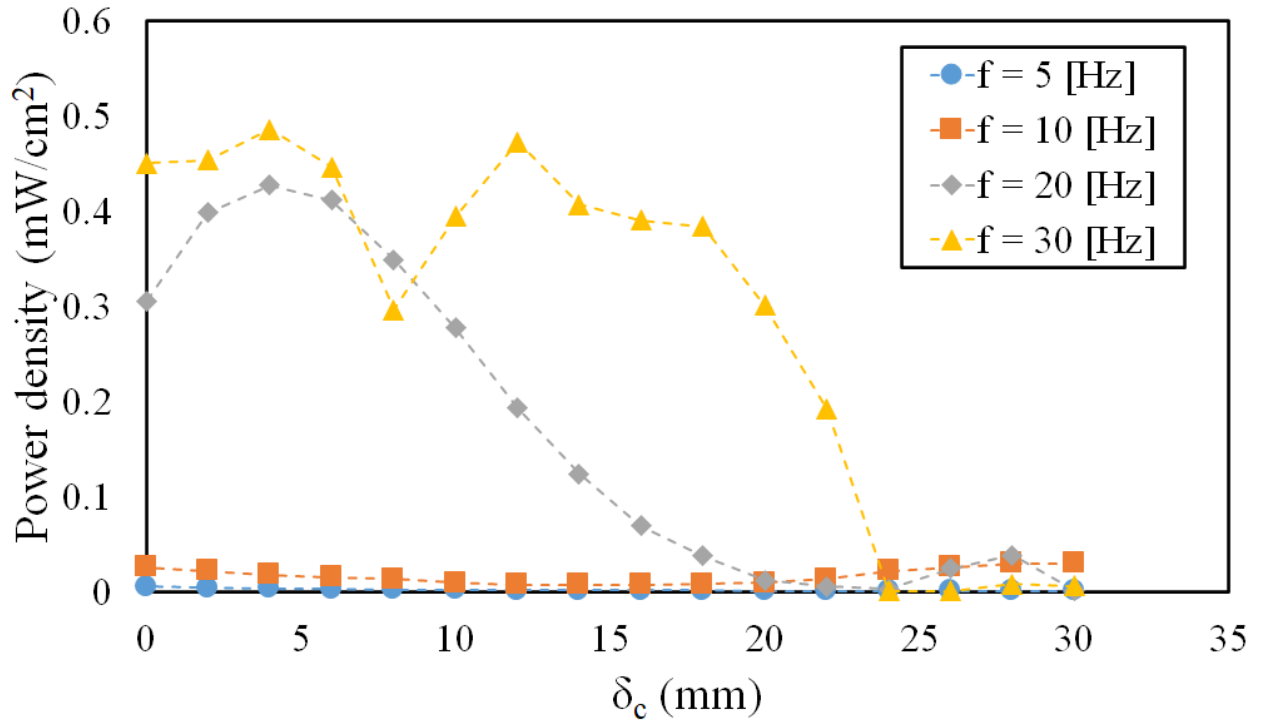 Power density (mW/cm²)
0.6
0.5
0.4
0.3
0.2
0.1
0
f = 5 [Hz]
f = 10 [Hz]
f = 20 [Hz]
f = 30 [Hz]
0 5 10 15 20 25 30 35
δc (mm)